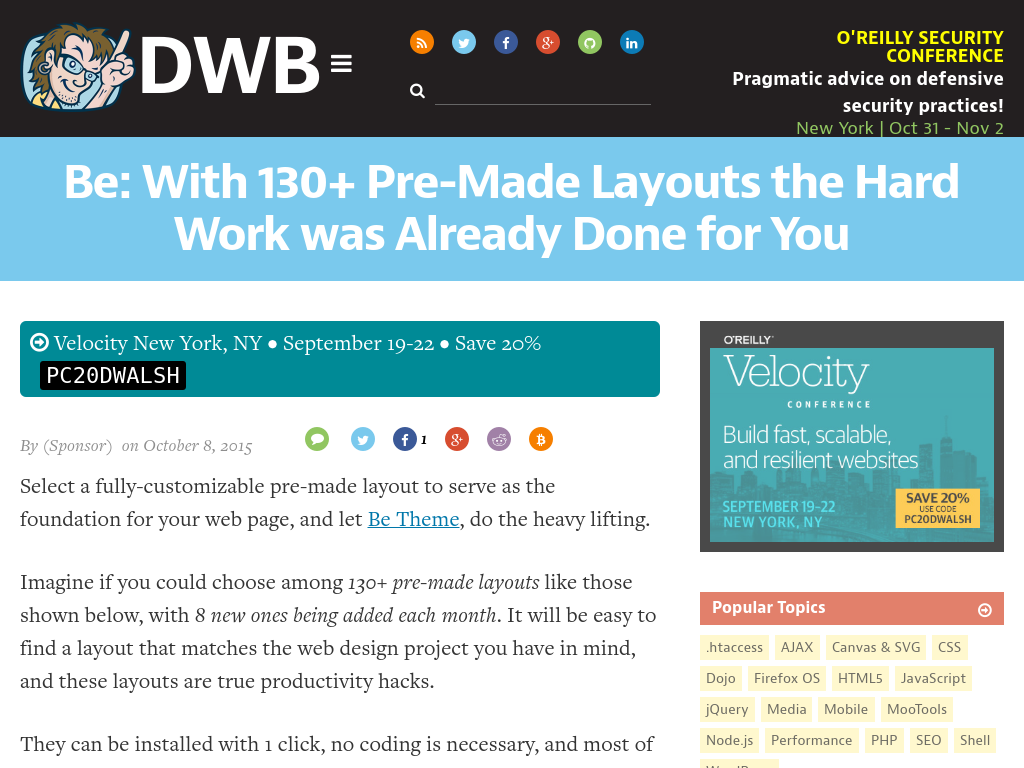 DWB
O'REILLY SECURITY
CONFERENCE
Pragmatic advice on defensive
security practices!
New York | Oct 31 - Nov 2
Be: With 130+ Pre-Made Layouts the Hard
Work was Already Done for You
Velocity New York, NY ● September 19-22 ● Save 20%
PC20DWALSH
By (Sponsor) on October 8, 2015
1
Select a fully-customizable pre-made layout to serve as the
foundation for your web page, and let Be Theme, do the heavy lifting.
Imagine if you could choose among 130+ pre-made layouts like those
shown below, with 8 new ones being added each month. It will be easy to
find a layout that matches the web design project you have in mind,
and these layouts are true productivity hacks.
They can be installed with 1 click, no coding is necessary, and most of
O'REILLY
Velocity
CONFERENCE
Build fast, scalable,
and resilient websites
SEPTEMBER 19-22
NEW YORK, NY
SAVE 20%
USE CODE
PC20DWALSH
Popular Topics
.htaccess AJAX Canvas & SVG CSS
Dojo Firefox OS HTML5 JavaScript
jQuery Media Mobile MooTools
Node.js Performance PHP SEO Shell